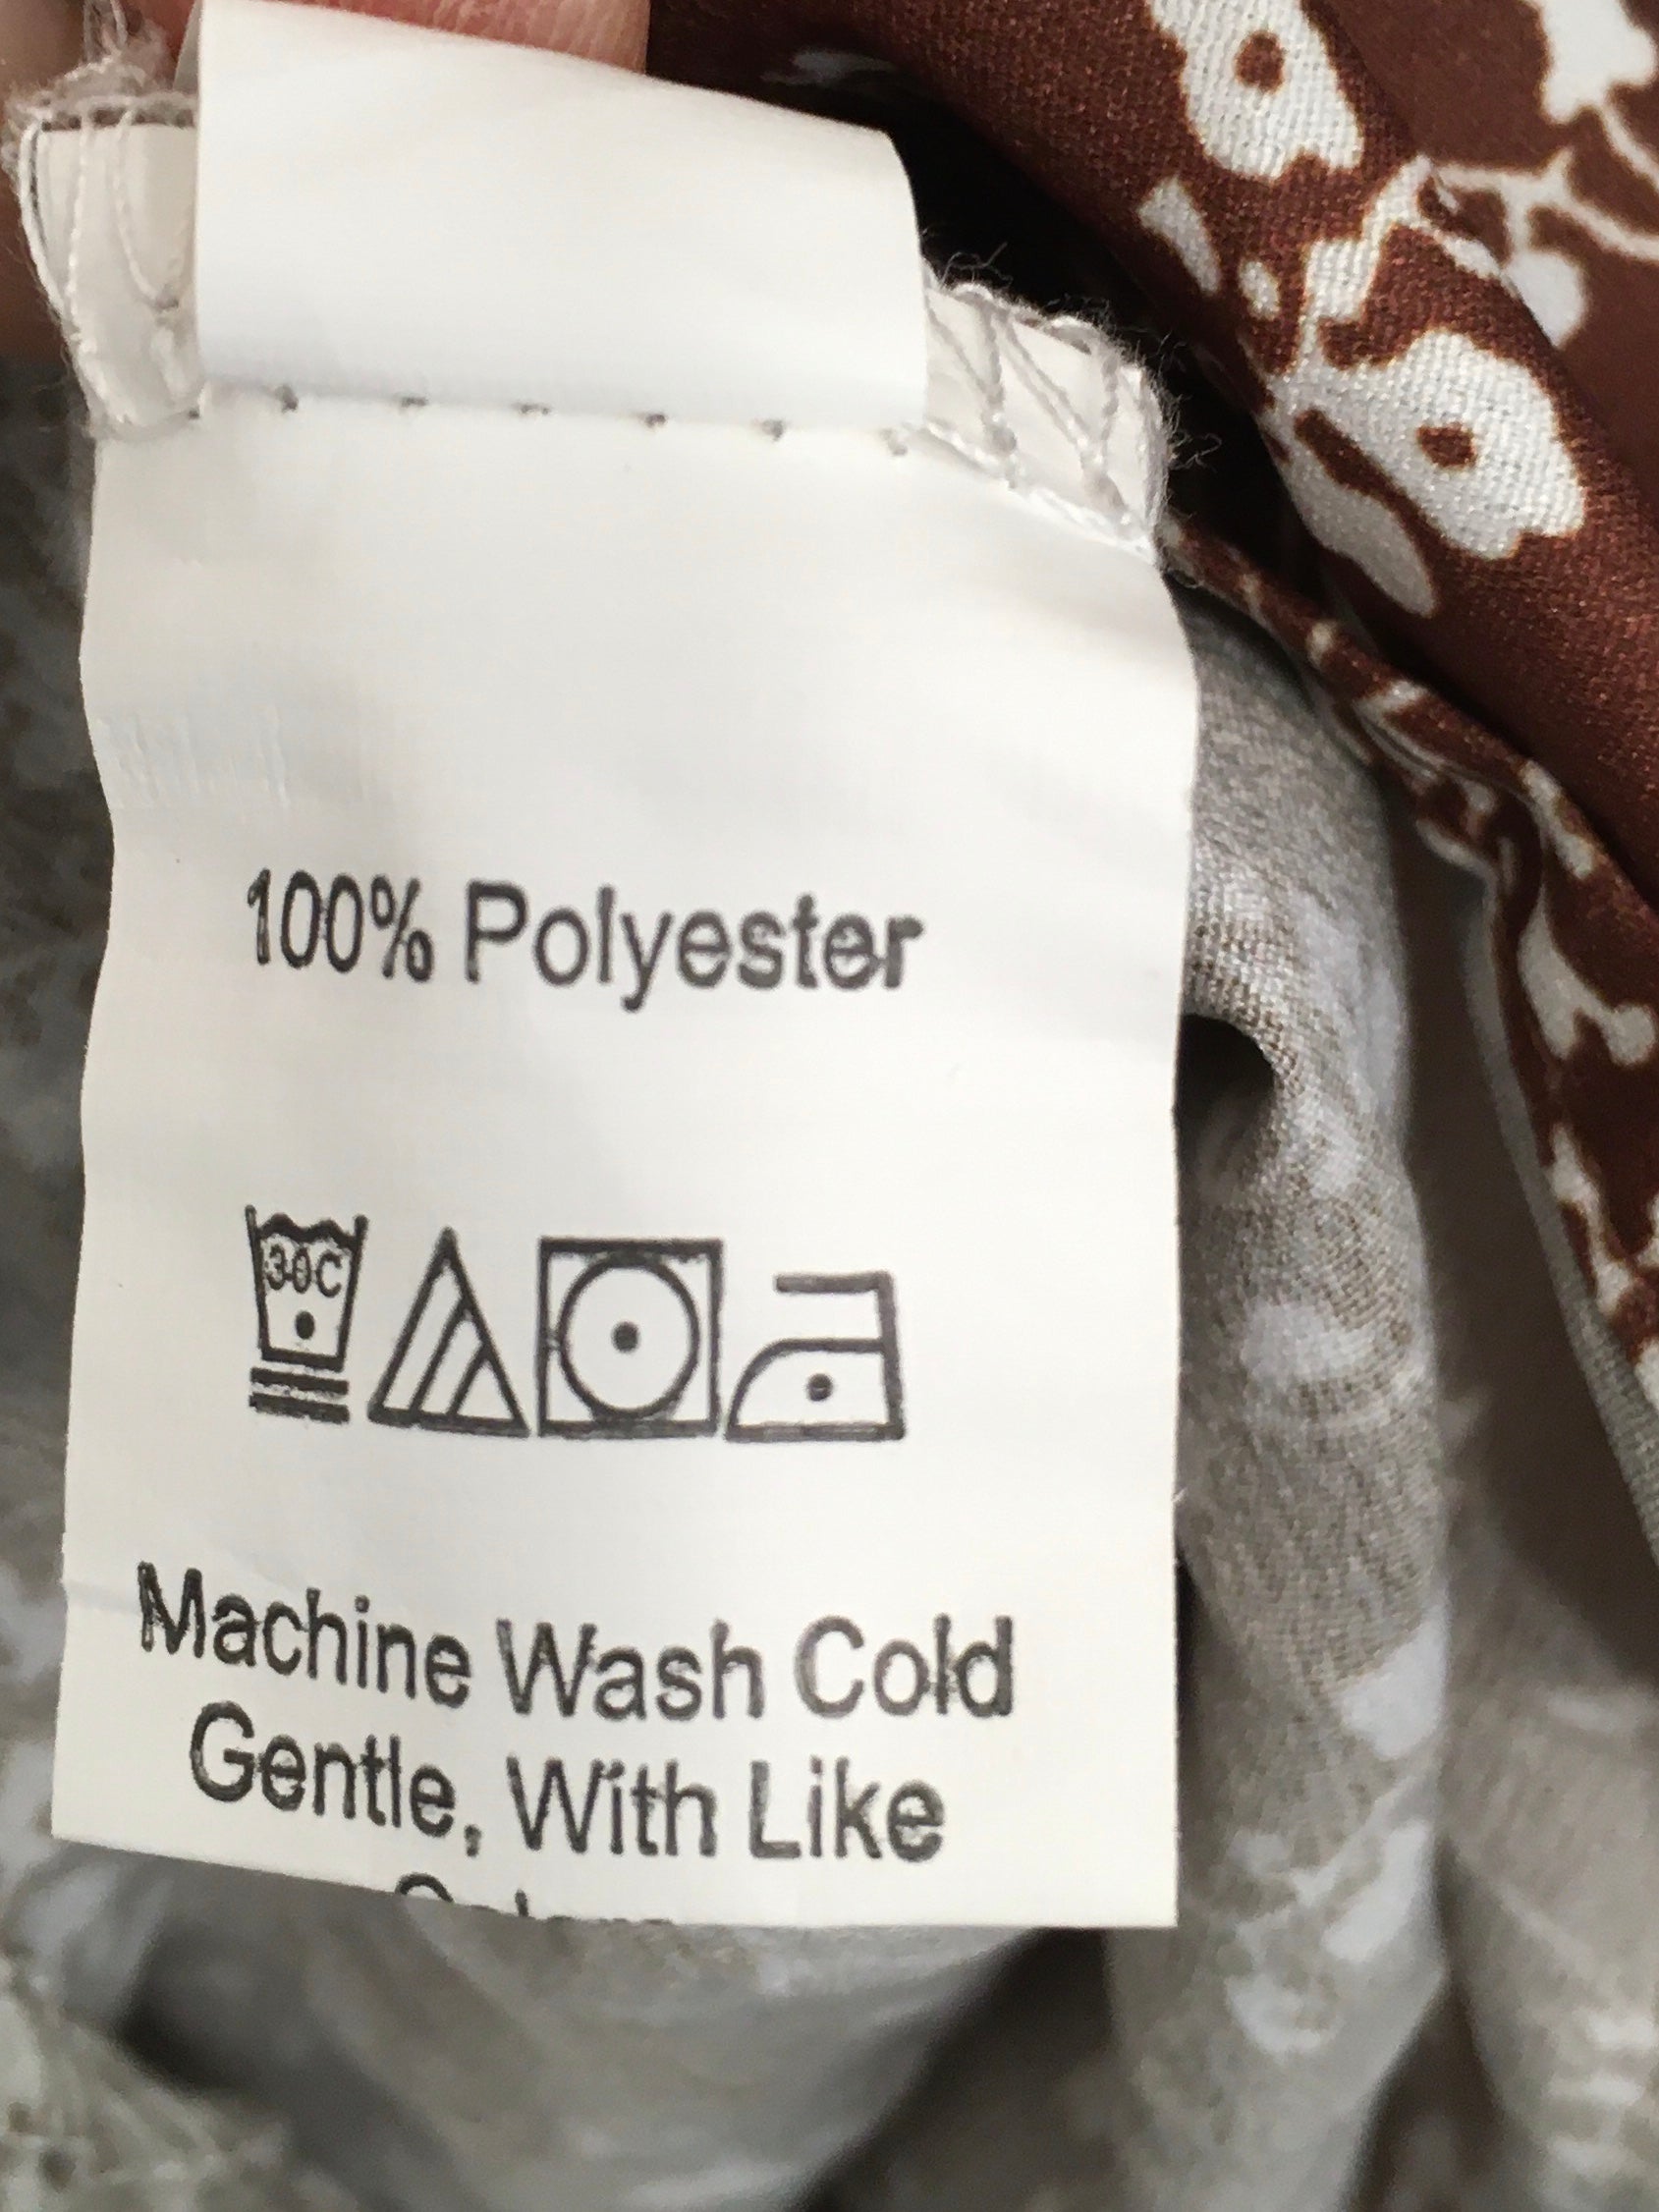 100% Polyester
30C
Machine Wash Cold
Gentle, With Like